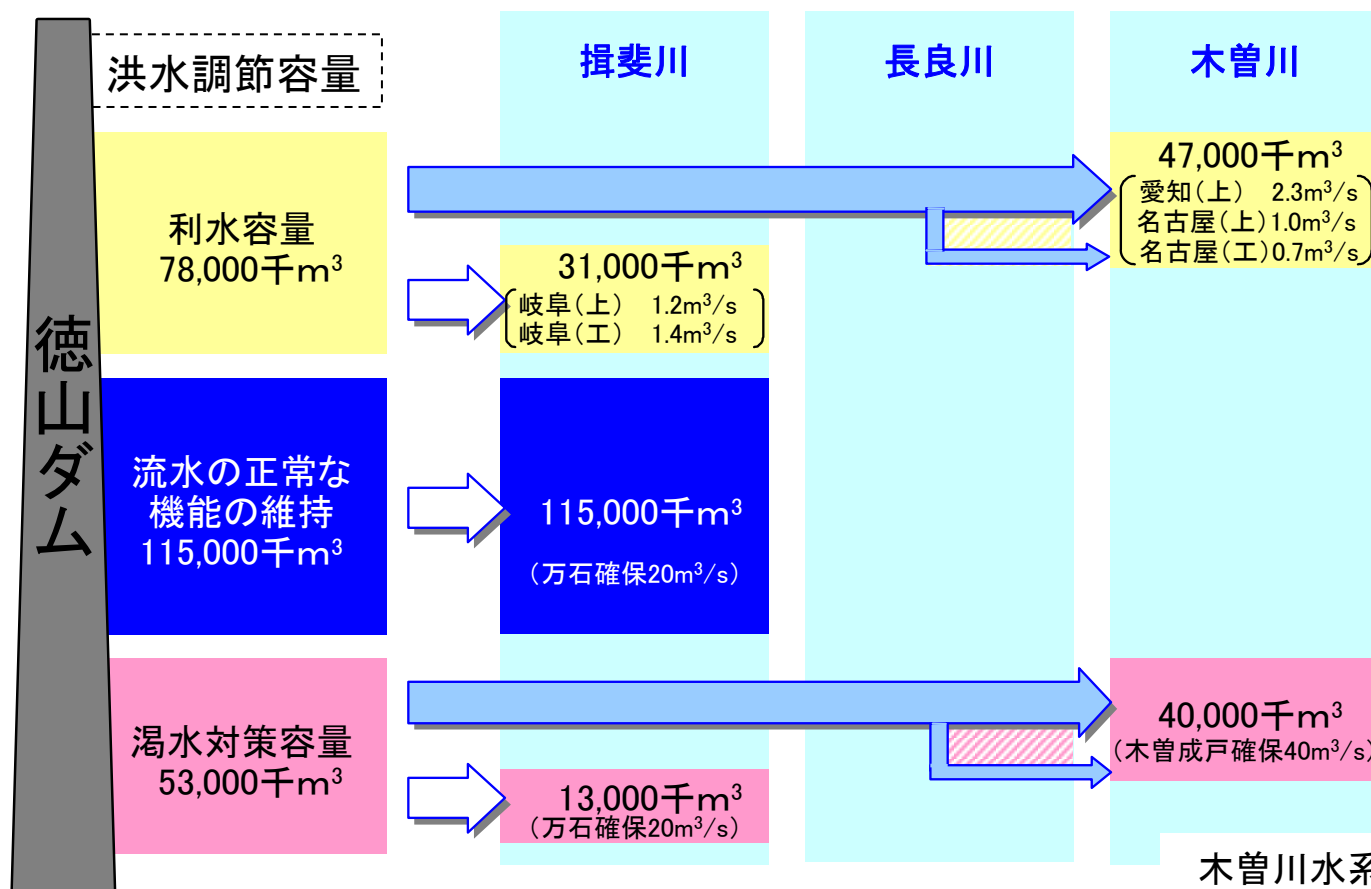 徳山ダム
洪水調節容量
揖斐川
長良川
木曽川
利水容量
78,000千m³
31,000千m³
岐阜(上) 1.2m³/s
岐阜(工) 1.4m³/s
47,000千m³
愛知(上) 2.3m³/s
名古屋(上)1.0m³/s
名古屋(工)0.7m³/s
流水の正常な
機能の維持
115,000千m³
115,000千m³
(万石確保20m³/s)
渇水対策容量
53,000千m³
13,000千m³
(万石確保20m³/s)
40,000千m³
(木曽成戸確保40m³/s)
木曽川水系